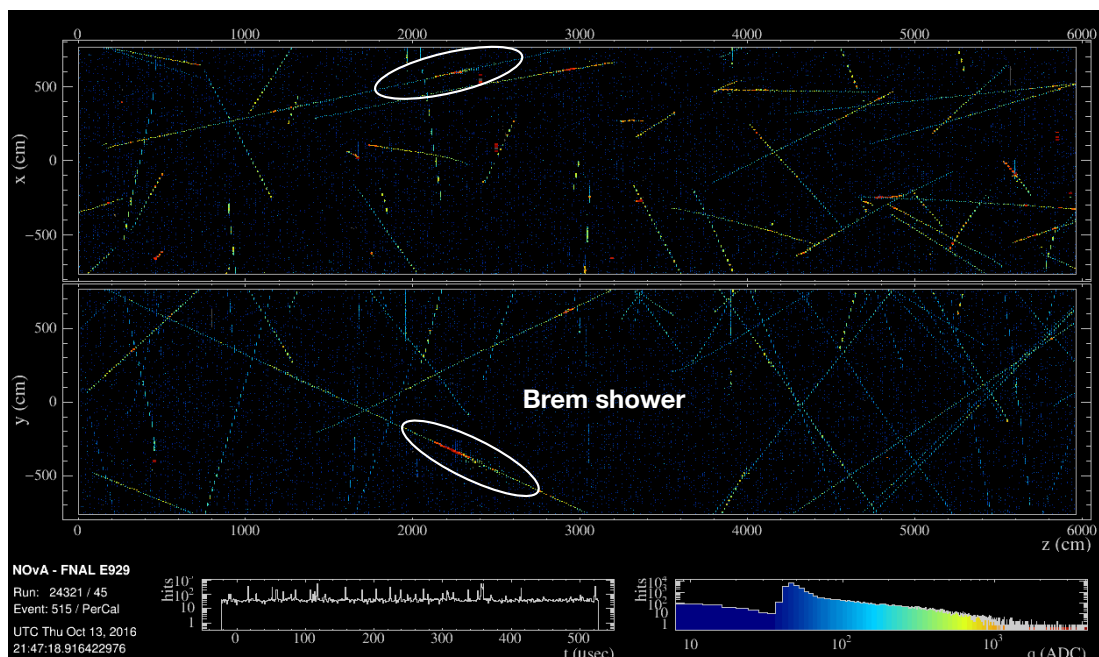 0 1000 2000 3000 4000 5000 6000
500
0
−500
x (cm)
500
0
−500
y (cm)
Brem shower
0 1000 2000 3000 4000 5000 6000
z (cm)
NOvA - FNAL E929
Run: 24321 / 45
Event: 515 / PerCal
UTC Thu Oct 13, 2016
21:47:18.916422976
hits
10
1
0 100 200 300 400 500
t (μsec)
hits
10
1
10 10² 10³
q (ADC)